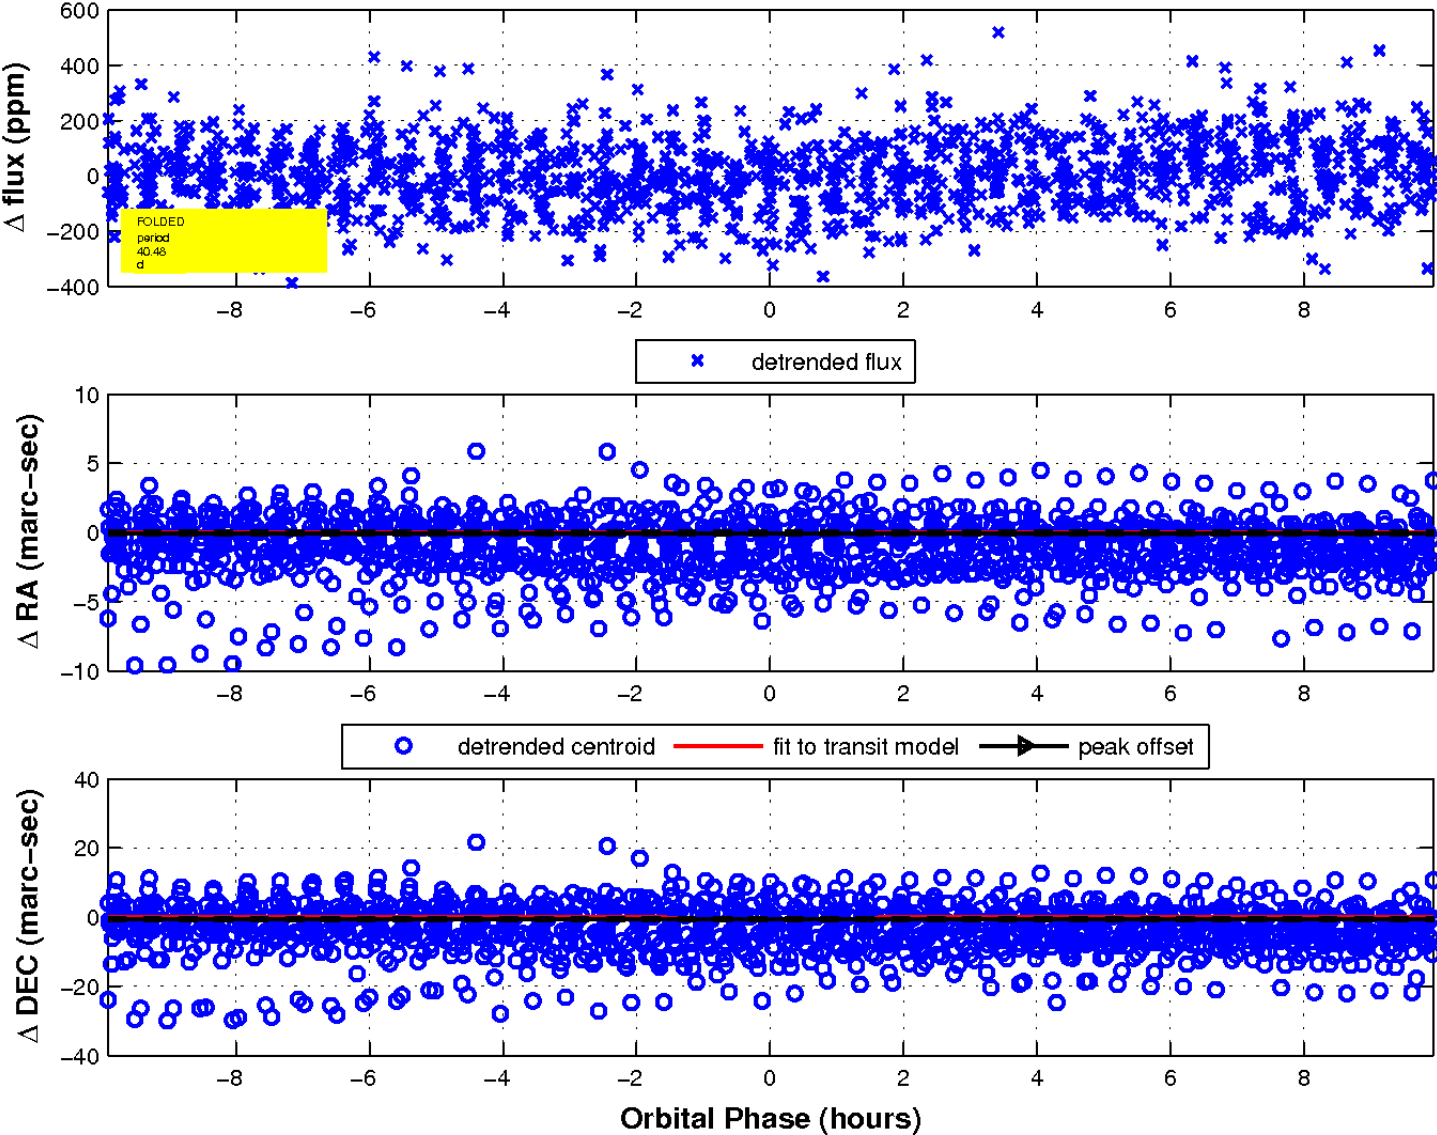 600
400
200
0
−200
−400
Δ flux (ppm)
FOLDED
period
40.48
d
−8 −6 −4 −2 0 2 4 6 8
detrended flux
10
5
0
−5
−10
Δ RA (marc−sec)
−8 −6 −4 −2 0 2 4 6 8
detrended centroid fit to transit model peak offset
40
20
0
−20
−40
Δ DEC (marc−sec)
−8 −6 −4 −2 0 2 4 6 8
Orbital Phase (hours)